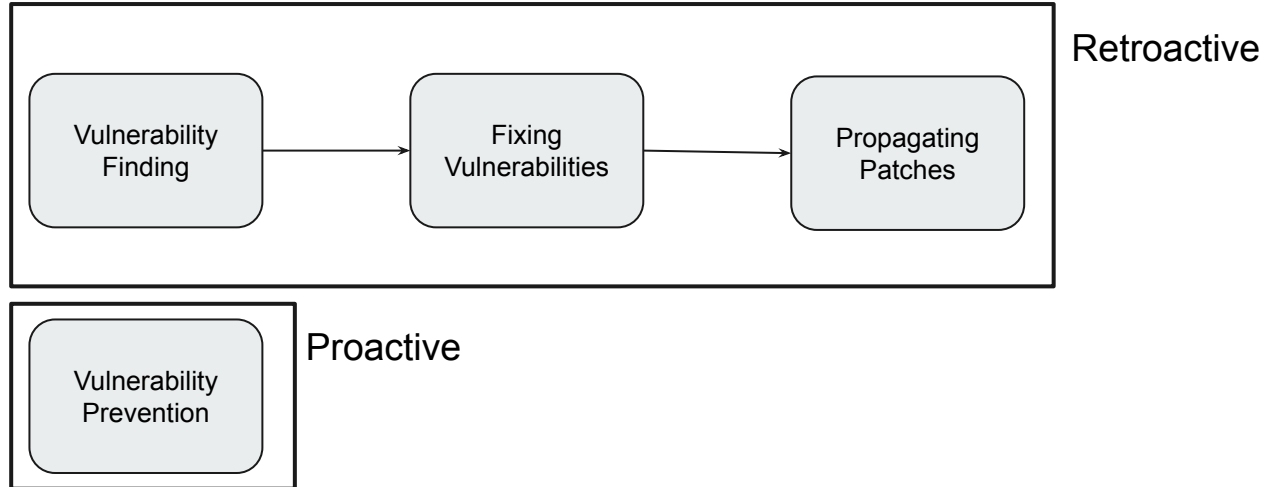 Retroactive
Vulnerability
Finding
Fixing
Vulnerabilities
Propagating
Patches
Proactive
Vulnerability
Prevention